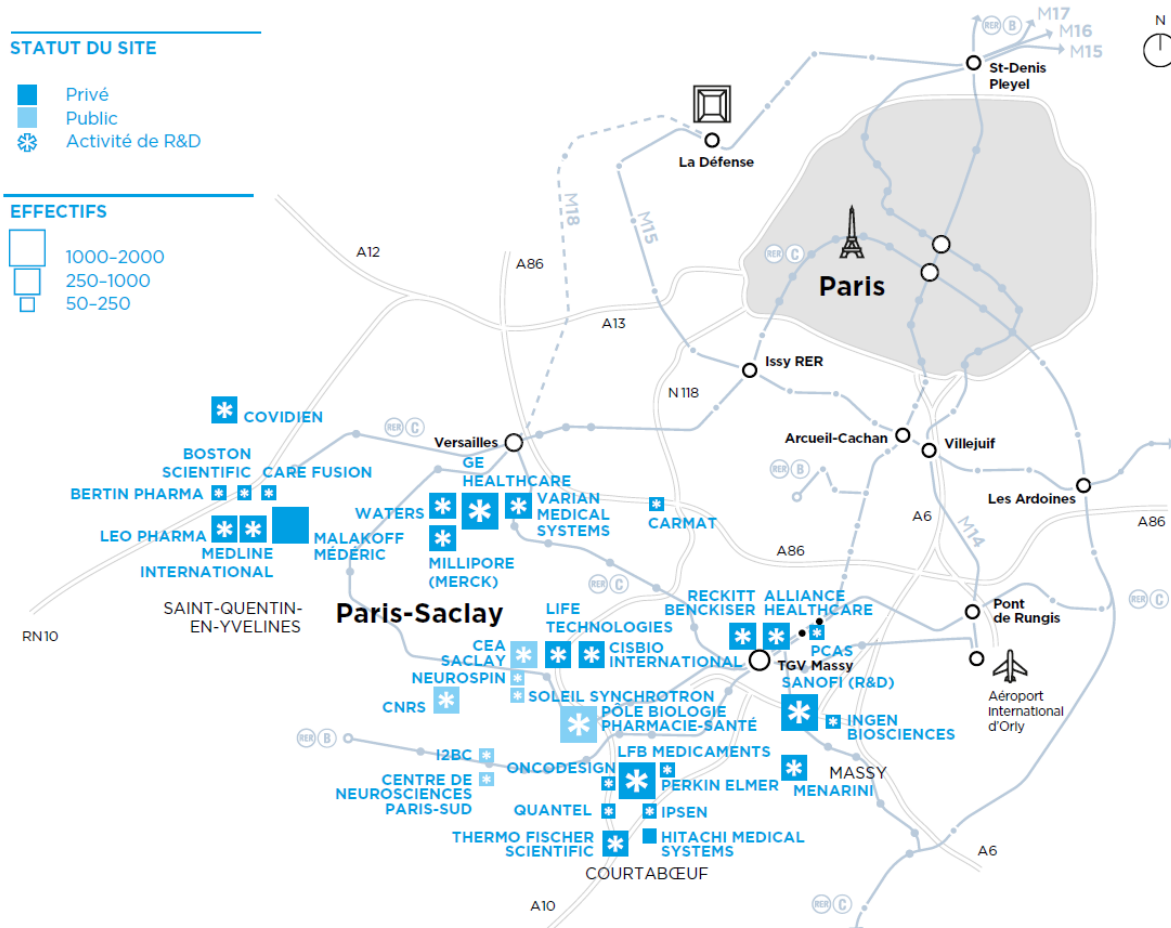 STATUT DU SITE
Privé
Public
Activité de R&D
EFFECTIFS
1000–2000
250–1000
50–250
RER B
M17
M16
M15
N
St-Denis
Pleyel
La Défense
M18
M15
RER C
Paris
A12
A86
A13
Issy RER
N118
Arcueil-Cachan
Villejuif
RER B
Les Ardoines
A6
M14
A86
A86
COVIDIEN
RER C
Versailles
BOSTON
SCIENTIFIC
CARE FUSION
BERTIN PHARMA
LEO PHARMA
MEDLINE
INTERNATIONAL
MALAKOFF
MÉDÉRIC
GE
HEALTHCARE
WATERS
VARIAN
MEDICAL
SYSTEMS
MILLIPORE
(MERCK)
CARMAT
RER C
SAINT-QUENTIN-
EN-YVELINES
RN10
Paris-Saclay
RECKITT
BENCKISER
ALLIANCE
HEALTHCARE
PCAS
TGV Massy
Pont
de Rungis
RER C
Aéroport
international
d'Orly
LIFE
TECHNOLOGIES
CEA
SACLAY
CISBIO
INTERNATIONAL
NEUROSPIN
SOLEIL SYNCHROTRON
CNRS
PÔLE BIOLOGIE
PHARMACIE-SANTÉ
SANOFI (R&D)
INGEN
BIOSCIENCES
RER B
I2BC
CENTRE DE
NEUROSCIENCES
PARIS-SUD
LFB MEDICAMENTS
ONCODESIGN
PERKIN ELMER
MASSY
MENARINI
QUANTEL
IPSEN
THERMO FISCHER
SCIENTIFIC
HITACHI MEDICAL
SYSTEMS
COURTABŒUF
A6
A10
RER C